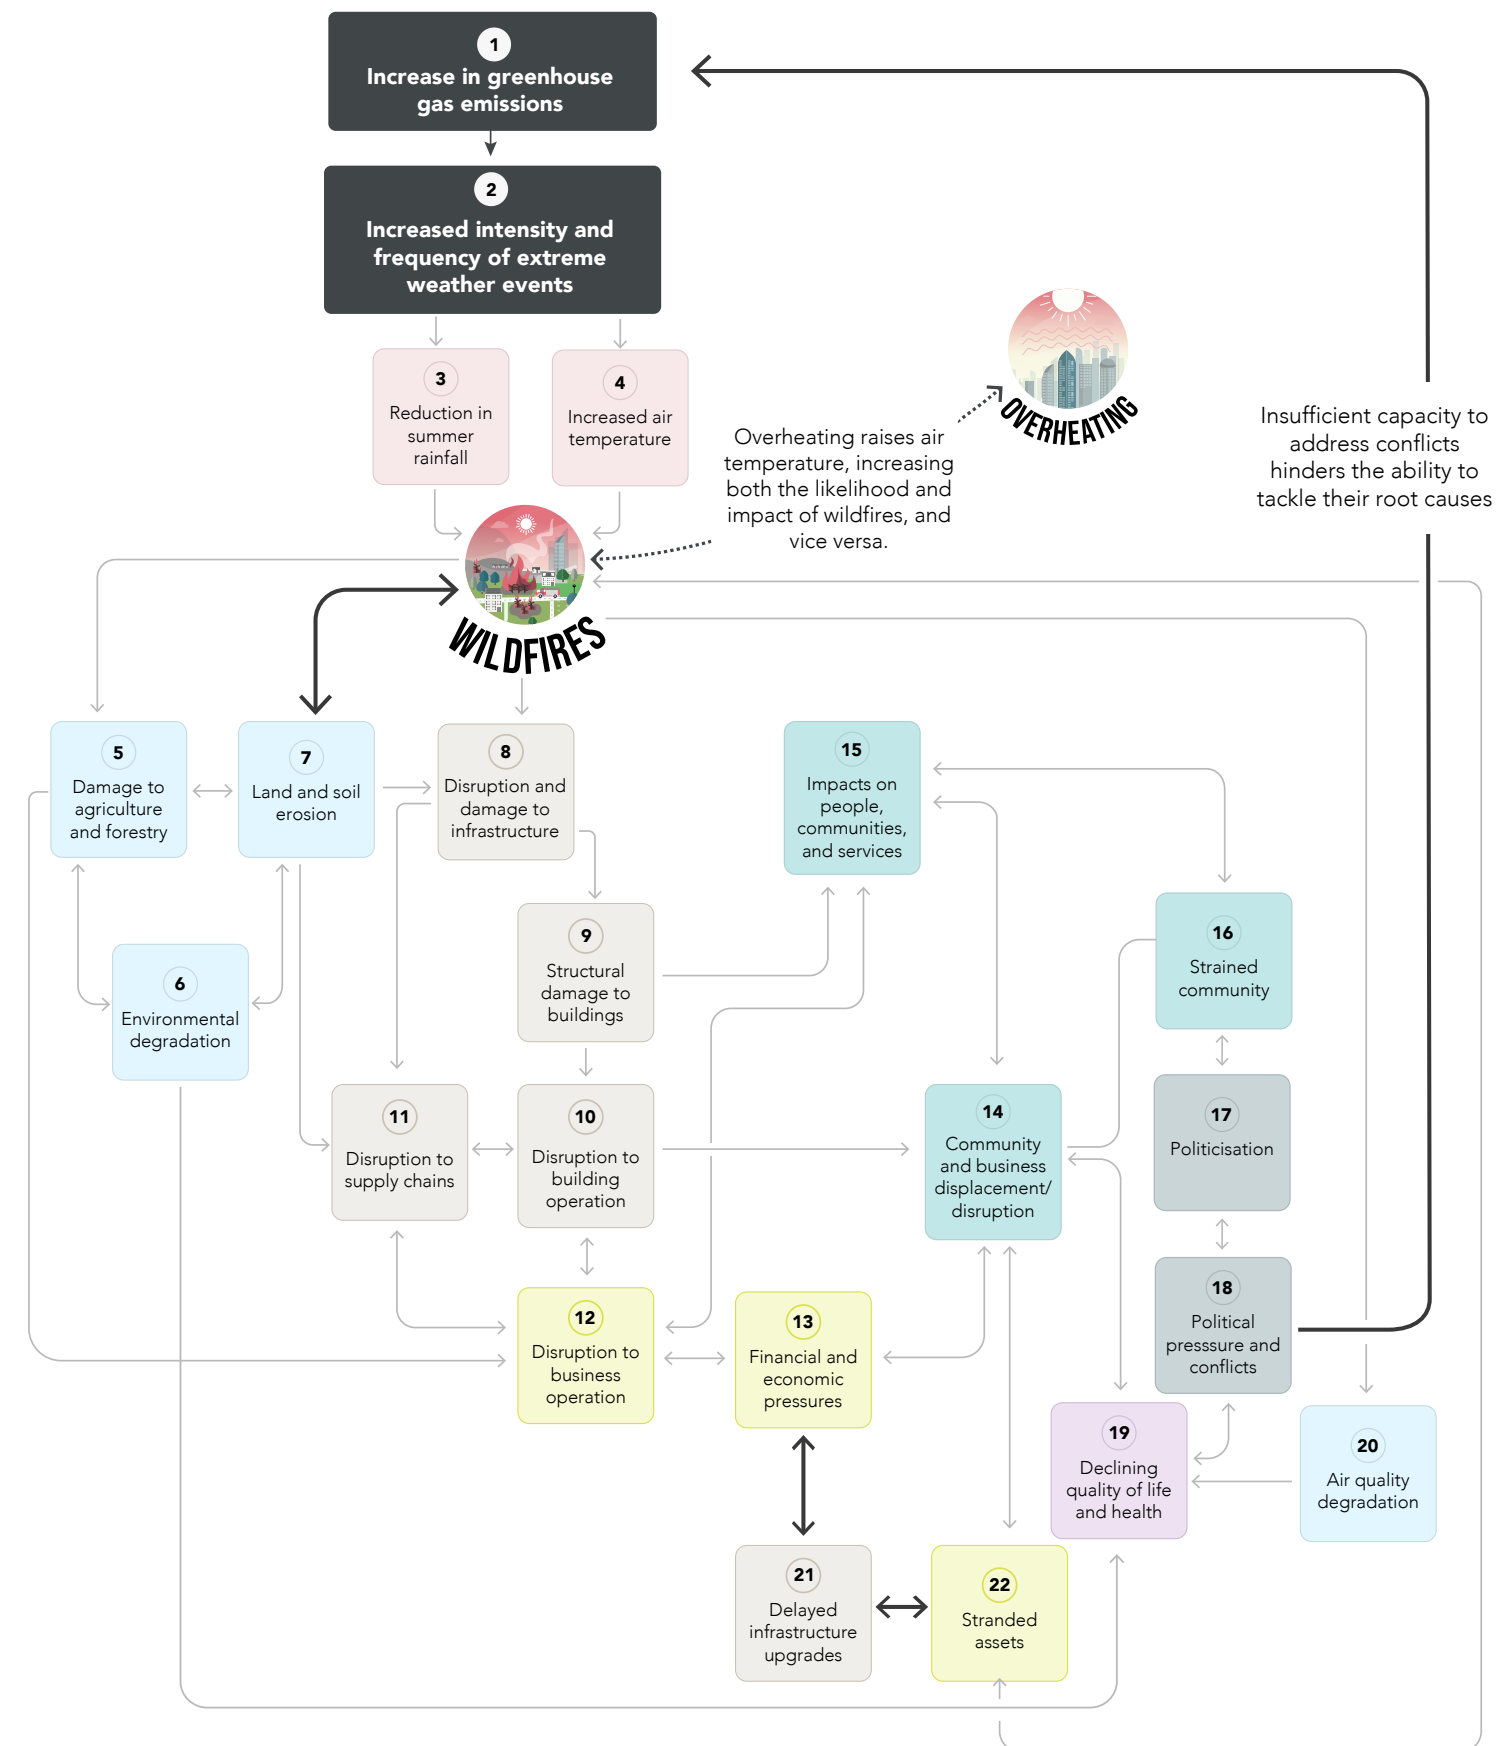 1
Increase in greenhouse
gas emissions
2
Increased intensity and
frequency of extreme
weather events
3
Reduction in
summer
rainfall
4
Increased air
temperature
OVERHEATING
Overheating raises air
temperature, increasing
both the likelihood and
impact of wildfires, and
vice versa.
Insufficient capacity to
address conflicts
hinders the ability to
tackle their root causes
WILDFIRES
5
Damage to
agriculture
and forestry
7
Land and soil
erosion
8
Disruption and
damage to
infrastructure
15
Impacts on
people,
communities,
and services
9
Structural
damage to
buildings
16
Strained
community
6
Environmental
degradation
11
Disruption to
supply chains
10
Disruption to
building
operation
14
Community
and business
displacement/
disruption
17
Politicisation
12
Disruption to
business
operation
13
Financial and
economic
pressures
18
Political
presssure and
conflicts
19
Declining
quality of life
and health
20
Air quality
degradation
21
Delayed
infrastructure
upgrades
22
Stranded
assets